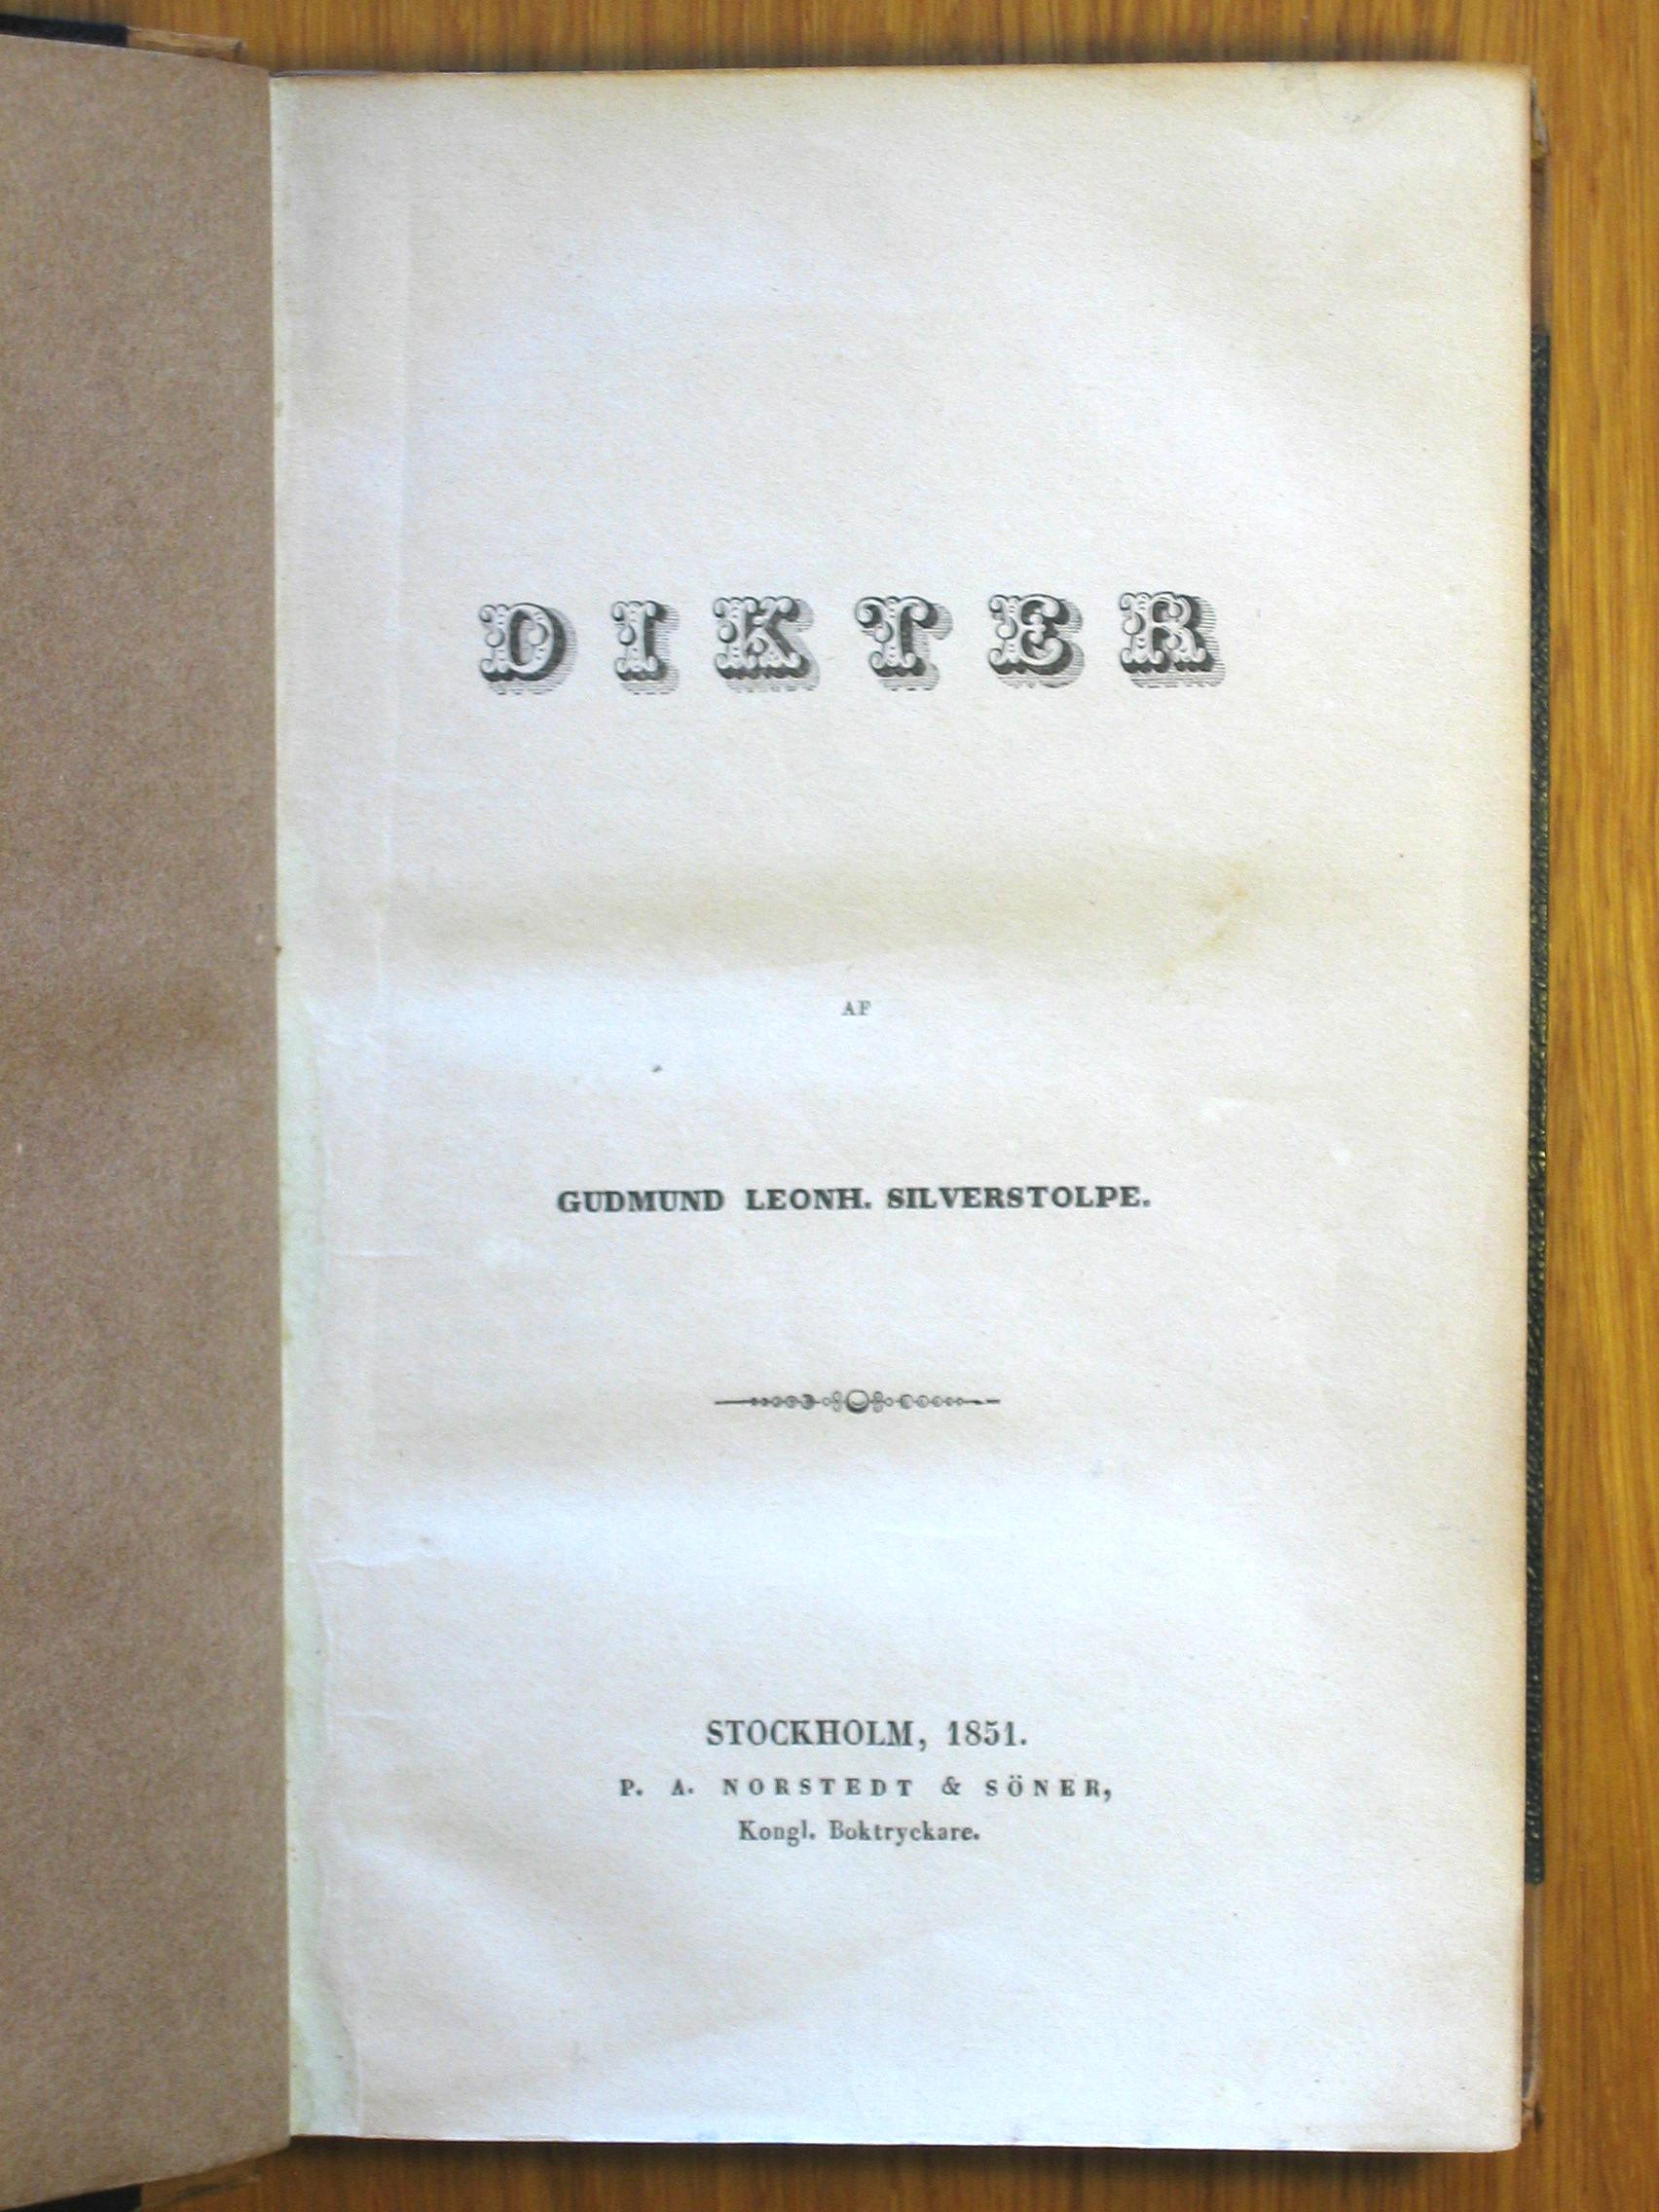 DIKTER
AF
GUDMUND LEONH. SILVERSTOLPE.
STOCKHOLM, 1851.
P. A. NORSTEDT & SÖNER,
Kongl. Boktryckare.